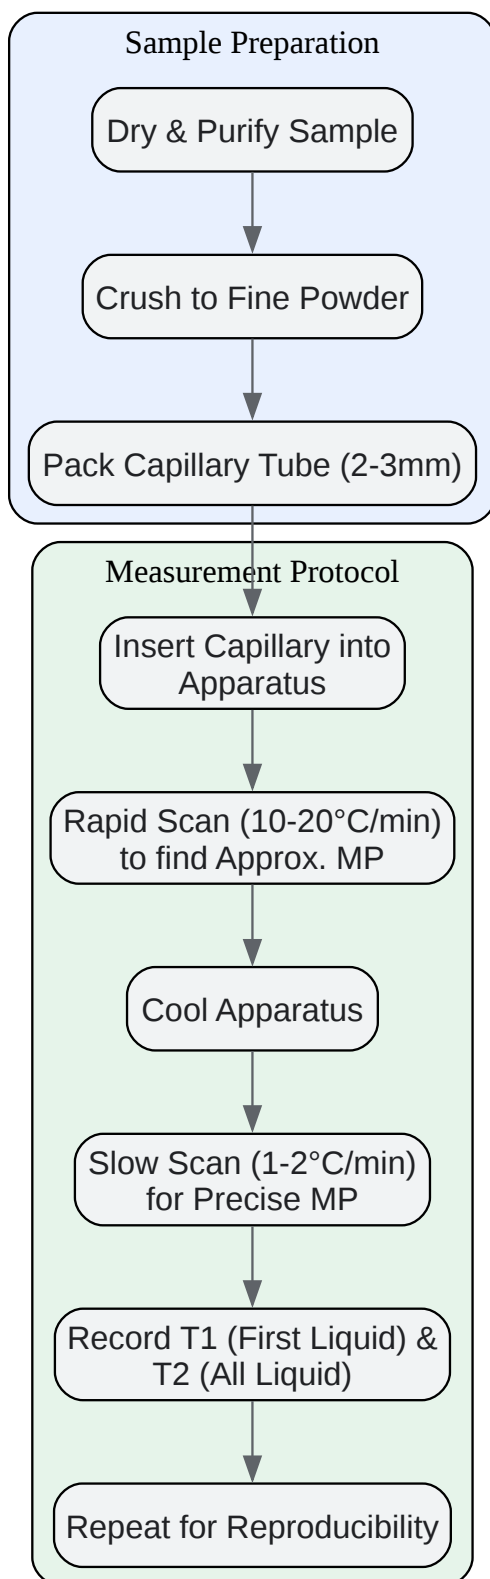 Sample Preparation
Dry & Purify Sample
Crush to Fine Powder
Pack Capillary Tube (2-3mm)
Measurement Protocol
Insert Capillary into
Apparatus
Rapid Scan (10-20°C/min)
to find Approx. MP
Cool Apparatus
Slow Scan (1-2°C/min)
for Precise MP
Record T1 (First Liquid) &
T2 (All Liquid)
Repeat for Reproducibility